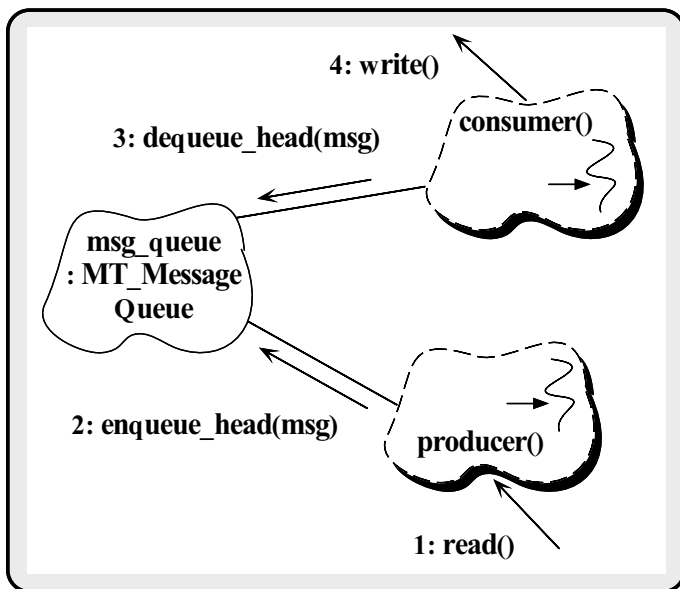 4: write()
consumer()
3: dequeue_head(msg)
msg_queue
: MT_Message
Queue
2: enqueue_head(msg)
producer()
1: read()